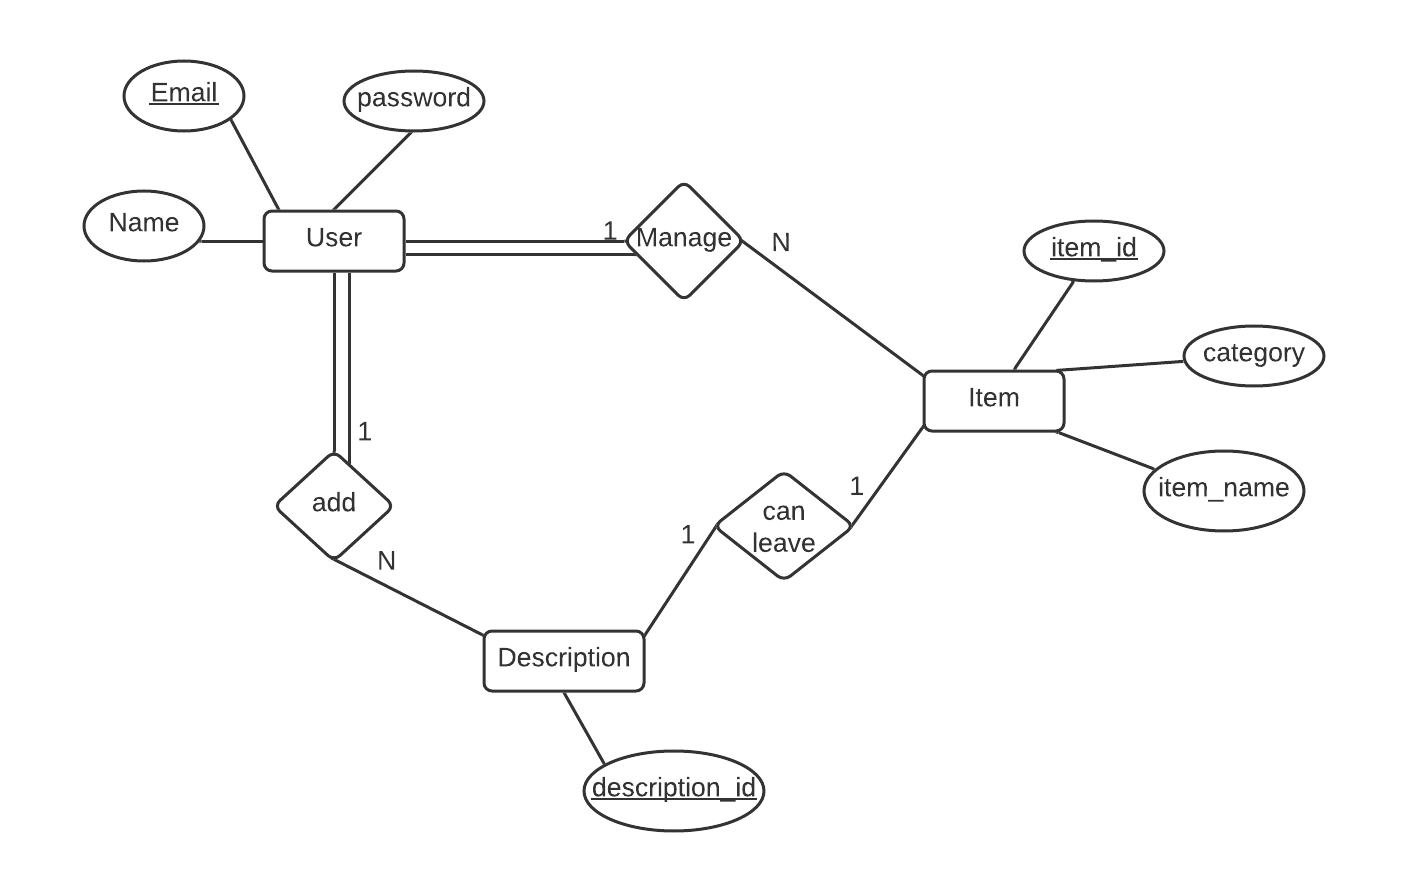 Email
password
Name
User
1
Manage
N
item_id
category
Item
item_name
1
add
N
can
leave
1
1
Description
description_id